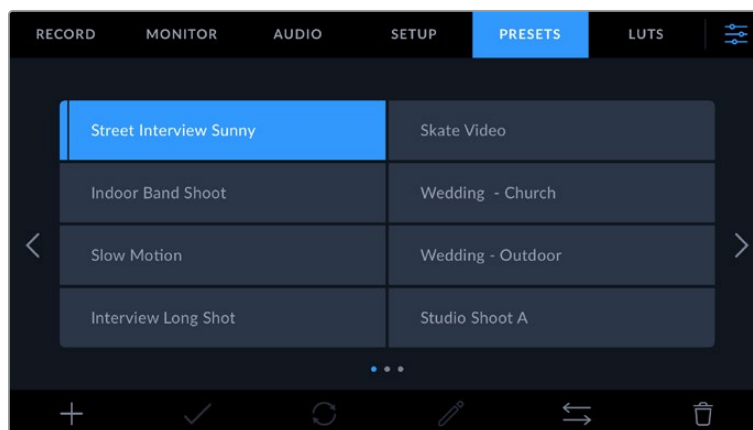 RECORD MONITOR AUDIO SETUP PRESETS LUTS
Street Interview Sunny Skate Video
Indoor Band Shoot Wedding - Church
Slow Motion Wedding - Outdoor
Interview Long Shot Studio Shoot A